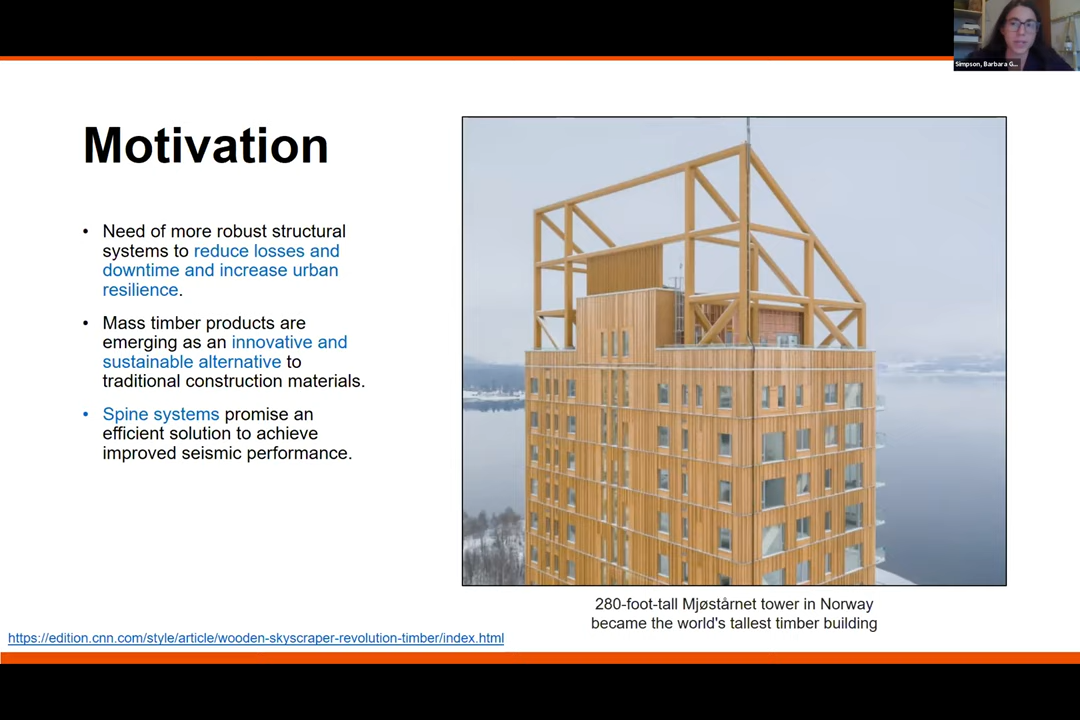 Simpson, Barbara G...
Motivation
• Need of more robust structural
systems to reduce losses and
downtime and increase urban
resilience.
• Mass timber products are
emerging as an innovative and
sustainable alternative to
traditional construction materials.
• Spine systems promise an
efficient solution to achieve
improved seismic performance.
280-foot-tall Mjøstårnet tower in Norway
became the world's tallest timber building
https://edition.cnn.com/style/article/wooden-skyscraper-revolution-timber/index.html